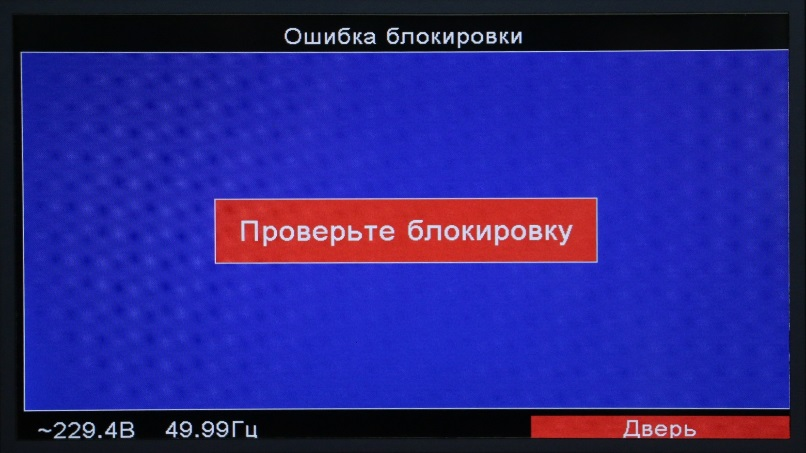 Ошибка блокировки
Проверьте блокировку
~229.4В 49.99Гц Дверь